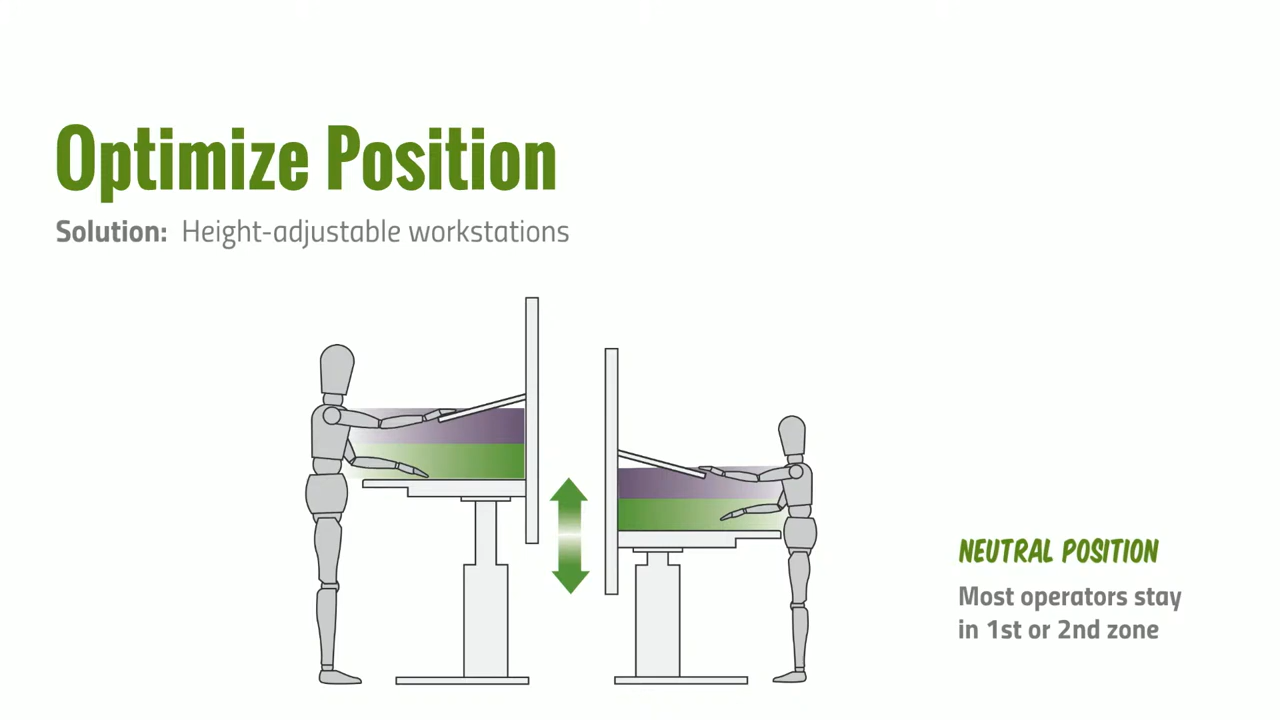 Optimize Position
Solution: Height-adjustable workstations
NEUTRAL POSITION
Most operators stay
in 1st or 2nd zone